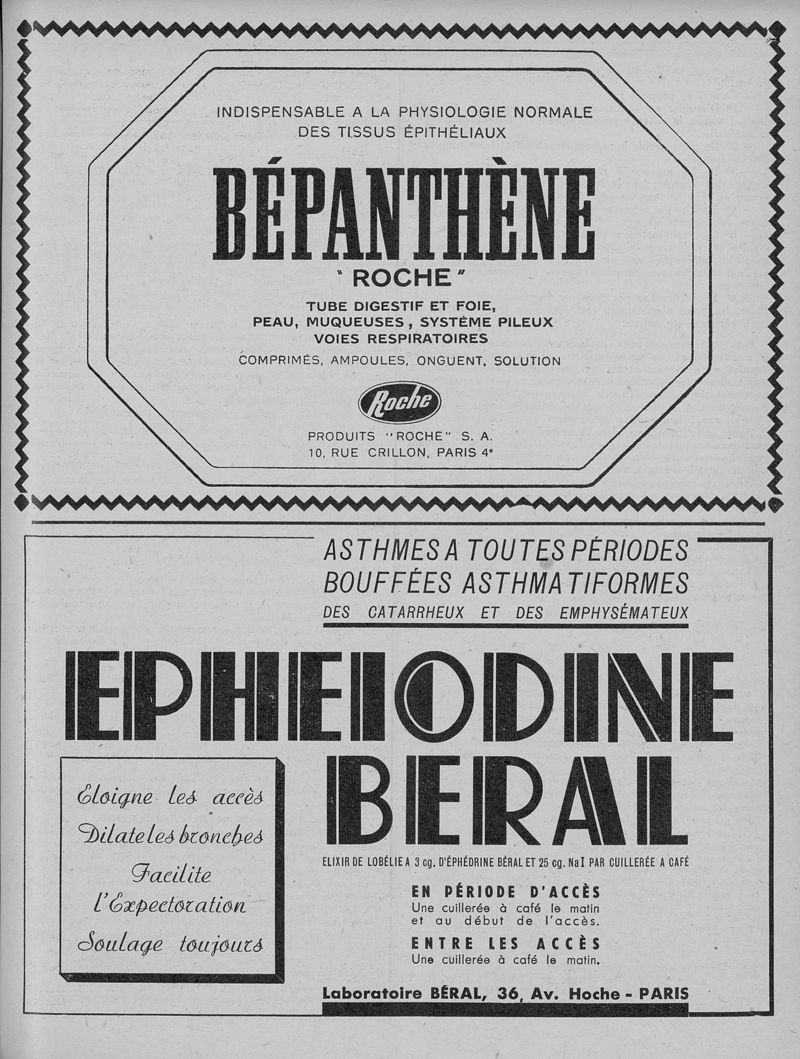 INDISPENSABLE A LA PHYSIOLOGIE NORMALE
DES TISSUS ÉPITHÉLIAUX
BÉPANTHÈNE
"ROCHE"
TUBE DIGESTIF ET FOIE,
PEAU, MUQUEUSES, SYSTÈME PILEUX
VOIES RESPIRATOIRES
COMPRIMÉS, AMPOULES, ONGUENT, SOLUTION
Roche
PRODUITS "ROCHE" S. A.
10, RUE CRILLON, PARIS 4e
ASTHMES A TOUTES PÉRIODES
BOUFFÉES ASTHMATIFORMES
DES CATARRHEUX ET DES EMPHYSÉMATEUX
EPHEIODINE
BERAL
Eloigne les accès
Dilate les bronches
Facilite
l'Expectoration
Soulage toujours
ELIXIR DE LOBÉLIE A 3 cg. D'ÉPHÉDRINE BÉRAL ET 25 cg. NaI PAR CUILLERÉE A CAFÉ
EN PÉRIODE D'ACCÈS
Une cuillerée à café le matin
et au début de l'accès.
ENTRE LES ACCÈS
Une cuillerée à café le matin.
Laboratoire BÉRAL, 36, Av. Hoche - PARIS